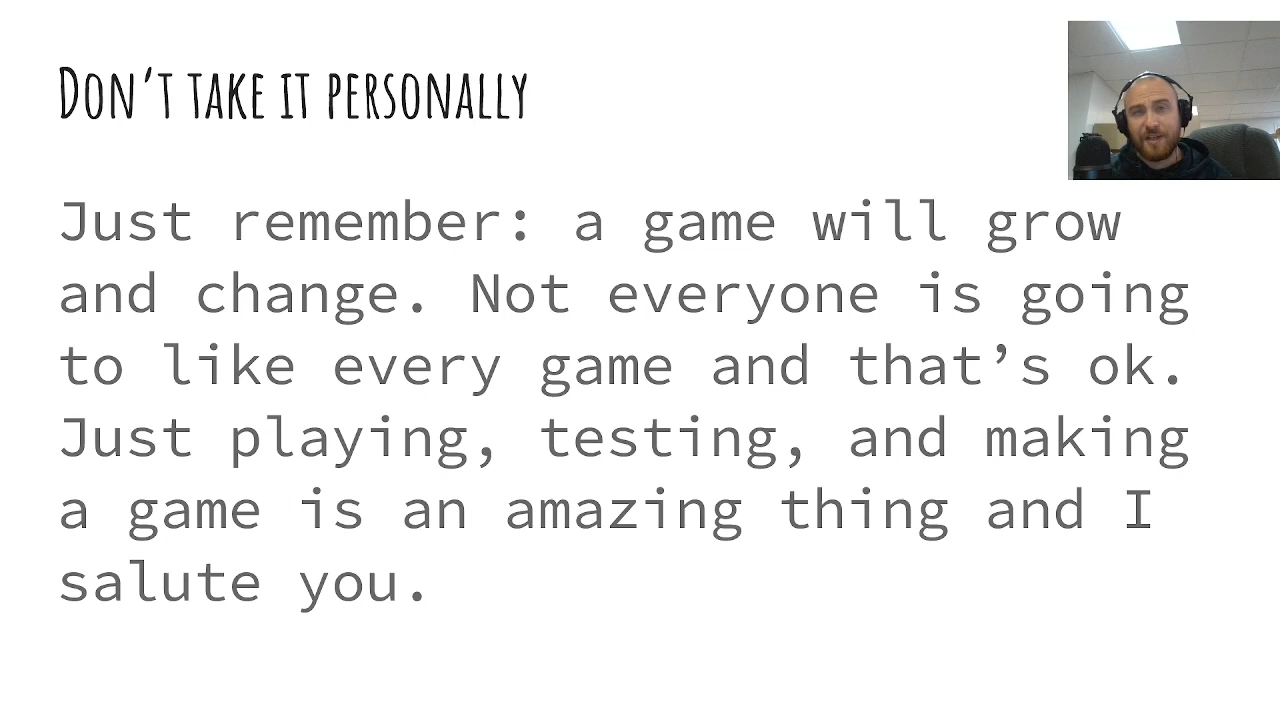 Don’t take it personally
Just remember: a game will grow
and change. Not everyone is going
to like every game and that’s ok.
Just playing, testing, and making
a game is an amazing thing and I
salute you.